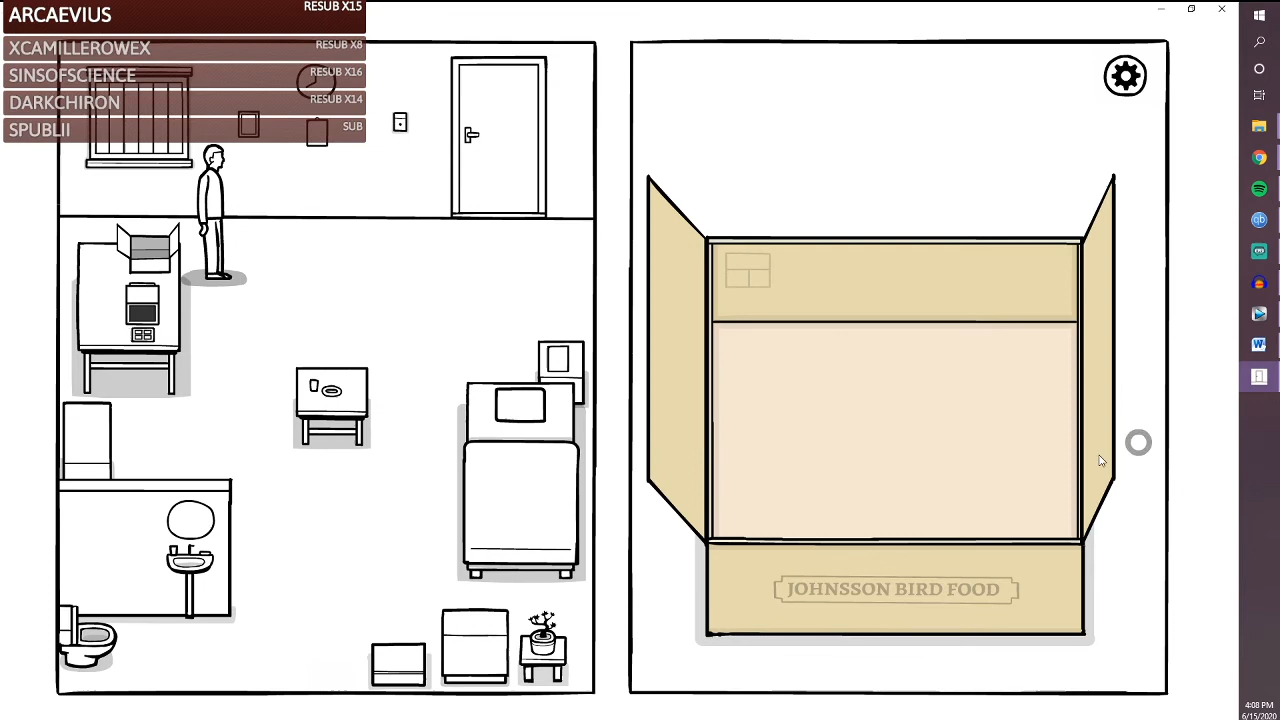 ARCAEVIUS RESUB X15
XCAMILLEROWEX RESUB X8
SINSOFSCIENCE RESUB X16
DARKCHIRON RESUB X14
SPUBLII SUB
JOHNSSON BIRD FOOD
qb
W
4:08 PM
6/15/2020